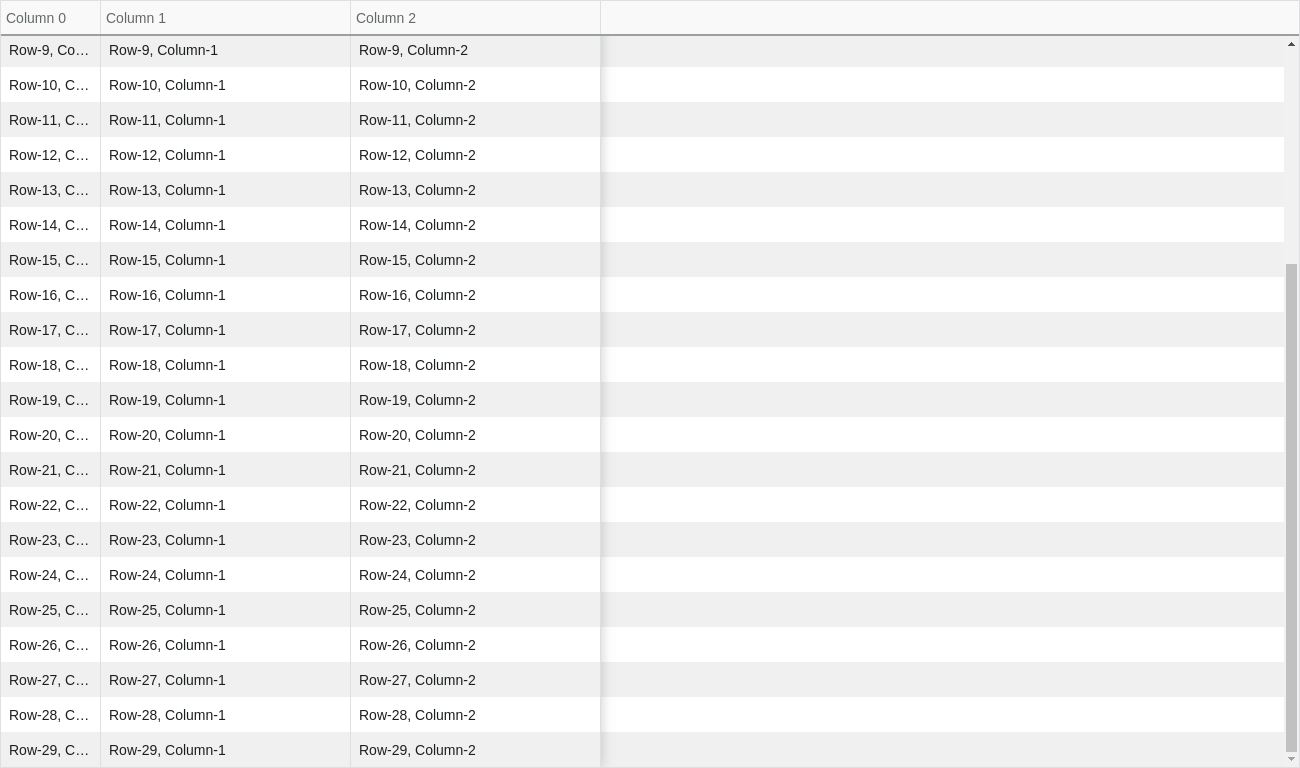 Column 0 Column 1 Column 2
Row-9, Co… Row-9, Column-1 Row-9, Column-2
Row-10, C… Row-10, Column-1 Row-10, Column-2
Row-11, C… Row-11, Column-1 Row-11, Column-2
Row-12, C… Row-12, Column-1 Row-12, Column-2
Row-13, C… Row-13, Column-1 Row-13, Column-2
Row-14, C… Row-14, Column-1 Row-14, Column-2
Row-15, C… Row-15, Column-1 Row-15, Column-2
Row-16, C… Row-16, Column-1 Row-16, Column-2
Row-17, C… Row-17, Column-1 Row-17, Column-2
Row-18, C… Row-18, Column-1 Row-18, Column-2
Row-19, C… Row-19, Column-1 Row-19, Column-2
Row-20, C… Row-20, Column-1 Row-20, Column-2
Row-21, C… Row-21, Column-1 Row-21, Column-2
Row-22, C… Row-22, Column-1 Row-22, Column-2
Row-23, C… Row-23, Column-1 Row-23, Column-2
Row-24, C… Row-24, Column-1 Row-24, Column-2
Row-25, C… Row-25, Column-1 Row-25, Column-2
Row-26, C… Row-26, Column-1 Row-26, Column-2
Row-27, C… Row-27, Column-1 Row-27, Column-2
Row-28, C… Row-28, Column-1 Row-28, Column-2
Row-29, C… Row-29, Column-1 Row-29, Column-2